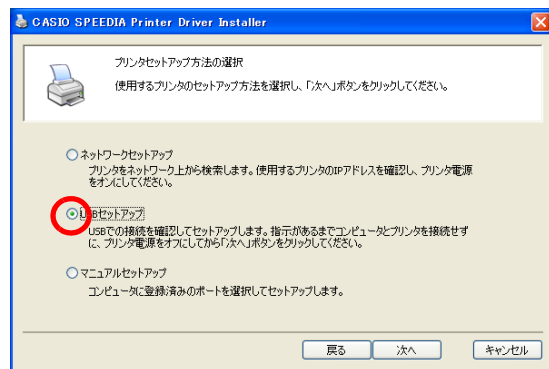 CASIO SPEEDIA Printer Driver Installer
プリンタセットアップ方法の選択
使用するプリンタのセットアップ方法を選択し、「次へ」ボタンをクリックしてください。
ネットワークセットアップ
プリンタをネットワーク上から検索します。使用するプリンタのIPアドレスを確認し、プリンタ電源
をオンにしてください。
USBセットアップ
USBでの接続を確認してセットアップします。指示があるまでコンピュータとプリンタを接続せず
に、プリンタ電源をオフにしてから「次へ」ボタンをクリックしてください。
マニュアルセットアップ
コンピュータに登録済みのポートを選択してセットアップします。
戻る 次へ キャンセル